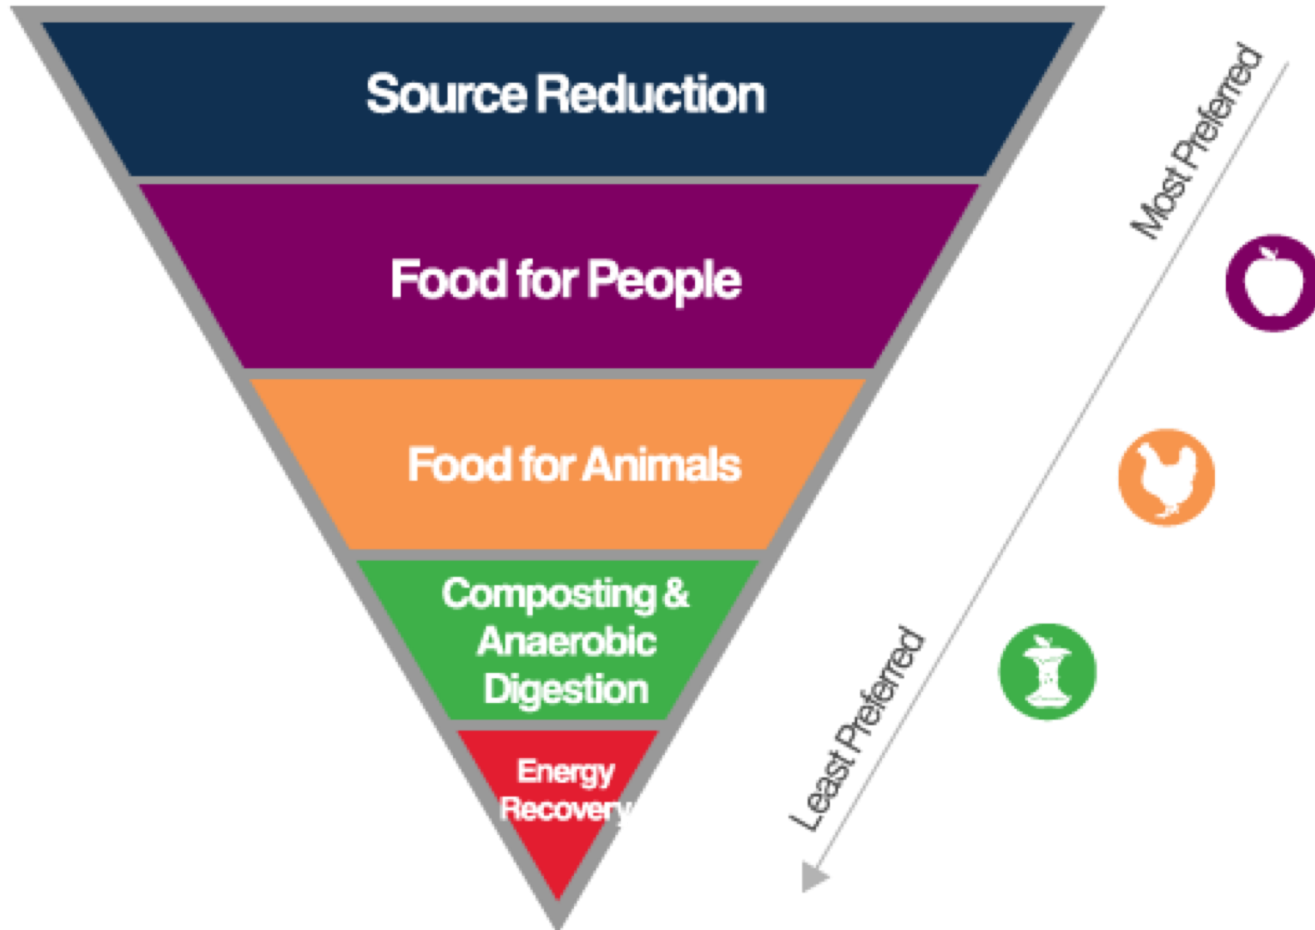 Source Reduction
Food for People
Food for Animals
Composting &
Anaerobic
Digestion
Energy
Recovery
Most Preferred
Least Preferred